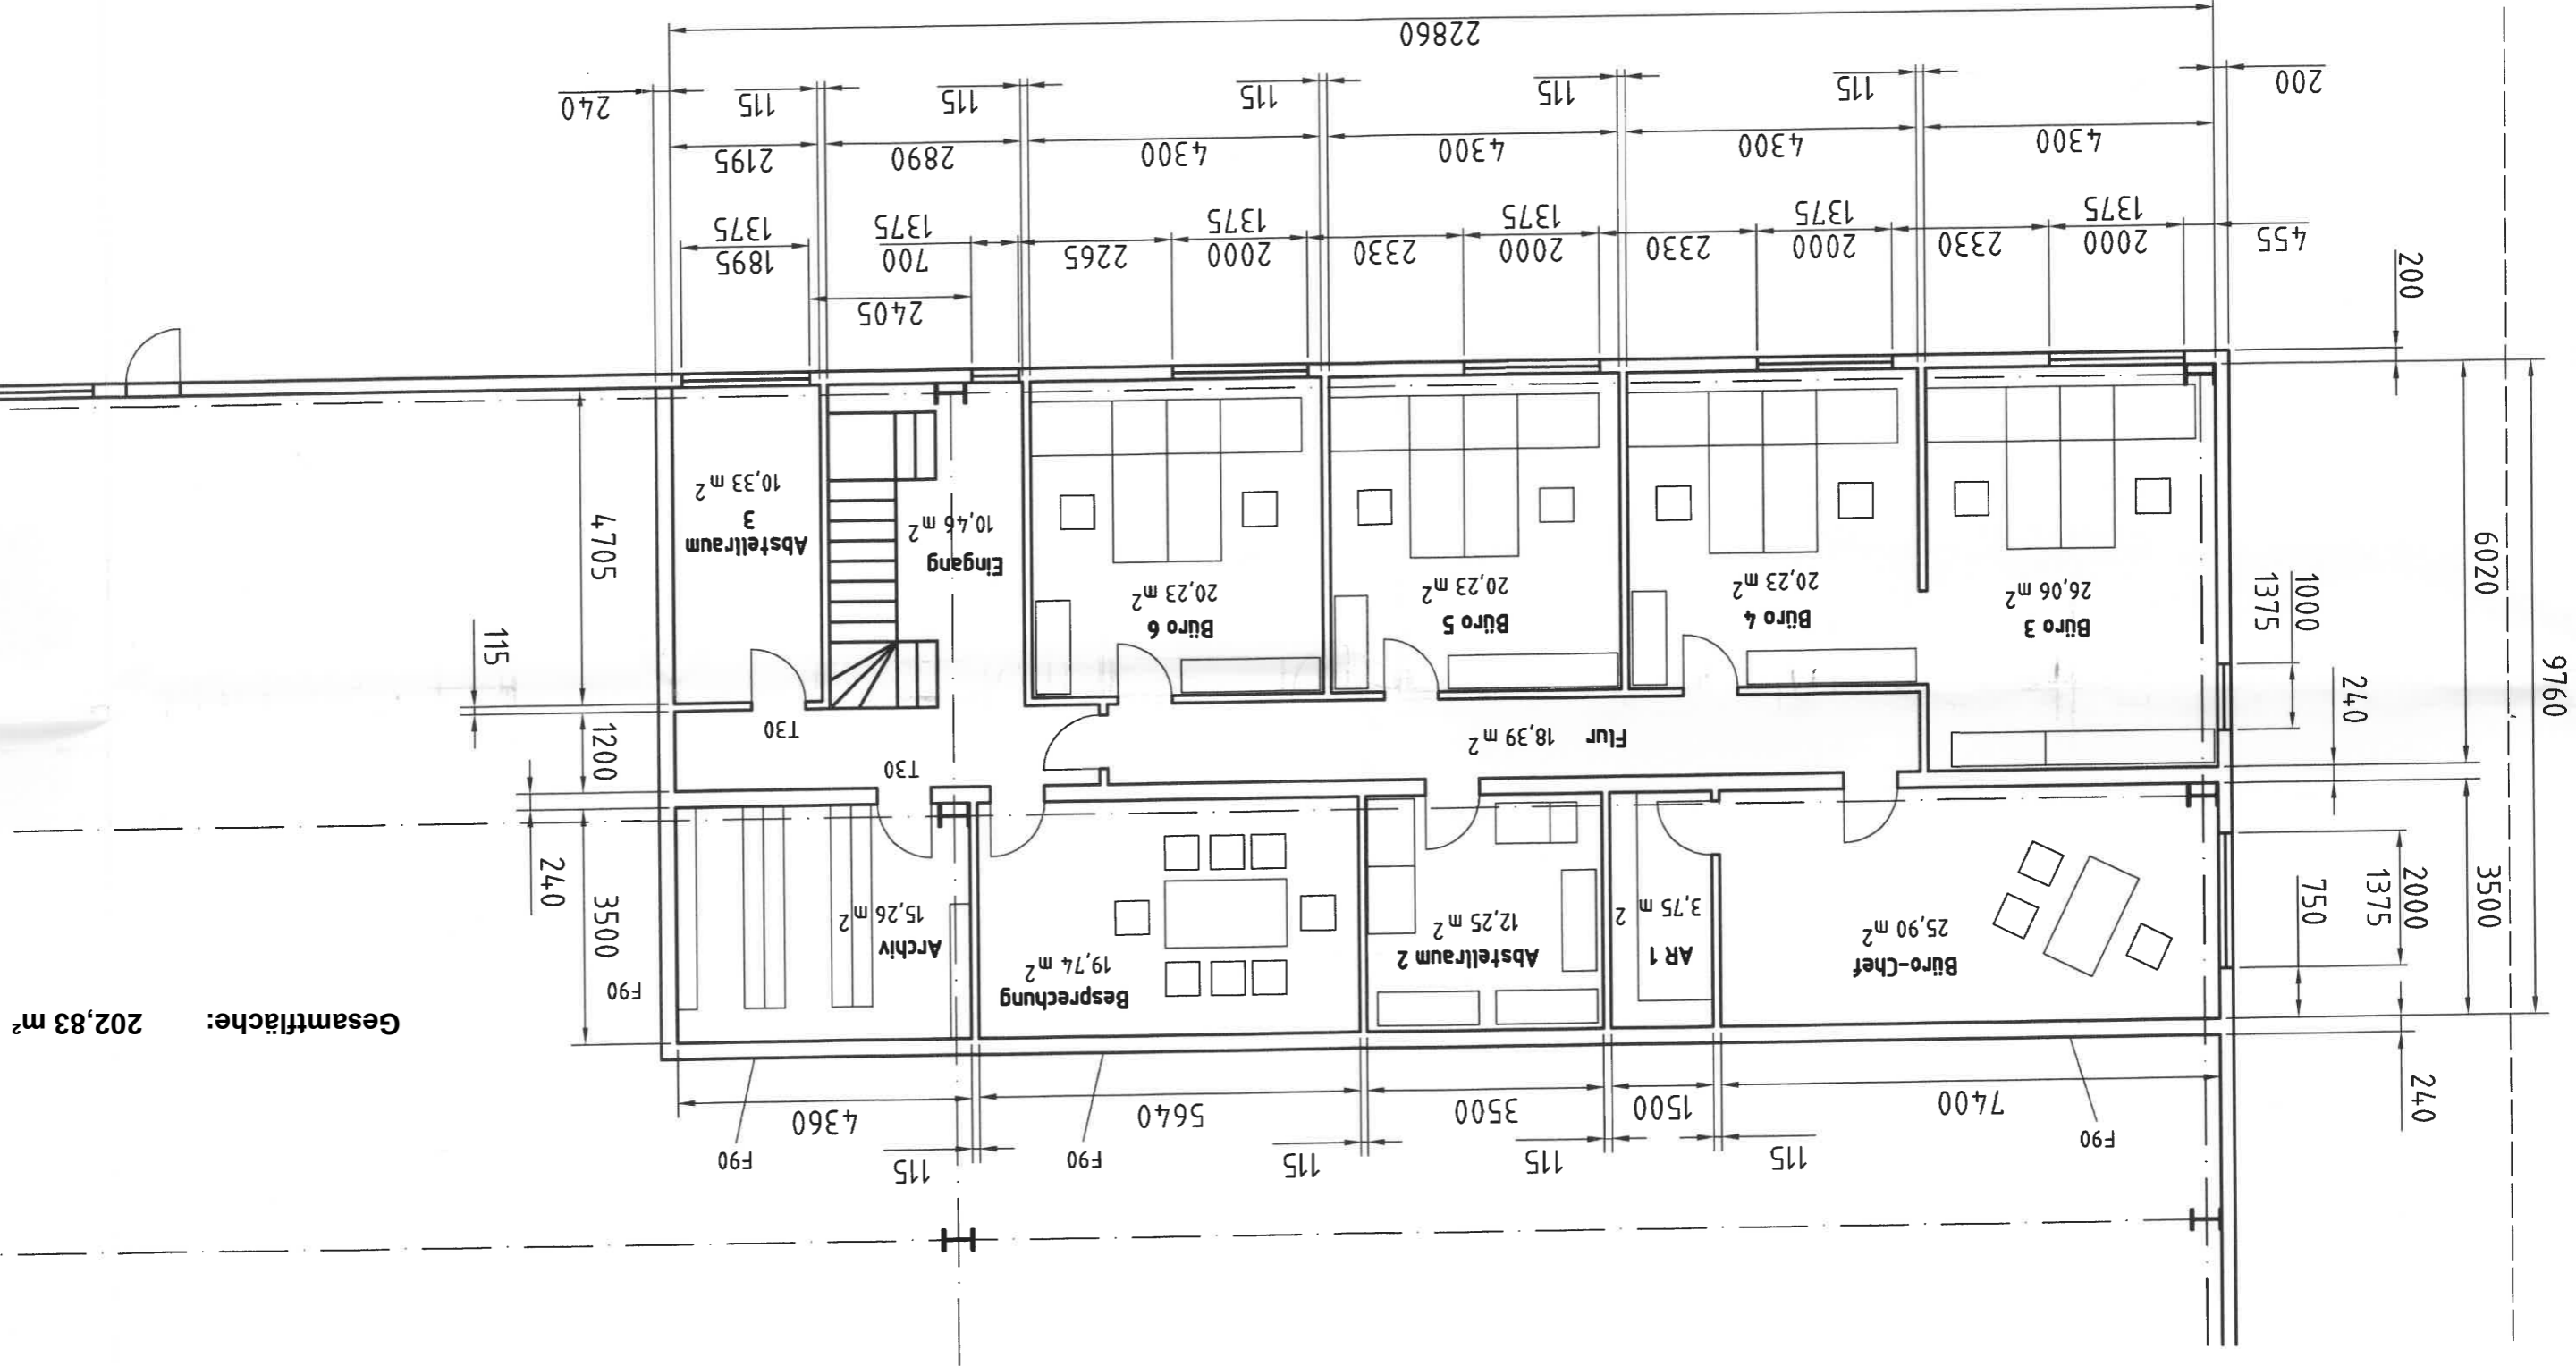 F90
115
115
115
F90
115
F90
7400
1500
3500
5640
4360
240
Gesamtfläche: 202,83 m²
F90
Büro-Chef
25,90 m²
AR 1
3,75 m 2
Abstellraum 2
12,25 m²
Besprechung
19,74 m²
Archiv
15,26 m²
750
2000
1375
3500
9760
3500
240
240
T30
T30
1200
115
Flur 18,39 m²
Büro 3
26,06 m²
Büro 4
20,23 m²
Büro 5
20,23 m²
Büro 6
20,23 m²
Eingang
10,46 m²
Abstellraum
3
10,33 m²
1000
1375
6020
4705
200
2405
455
2000
1375
2330
2000
1375
2330
2000
1375
2330
2000
1375
2265
700
1375
1895
1375
4300
4300
4300
4300
2890
2195
200
115
115
115
115
115
240
22860